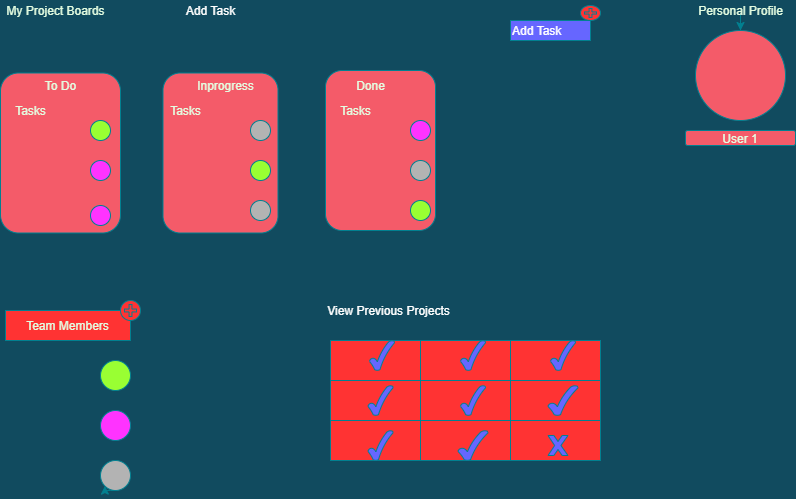 My Project Boards
Add Task
Add Task
Personal Profile
To Do
Inprogress
Done
Tasks
Tasks
Tasks
User 1
Team Members
View Previous Projects